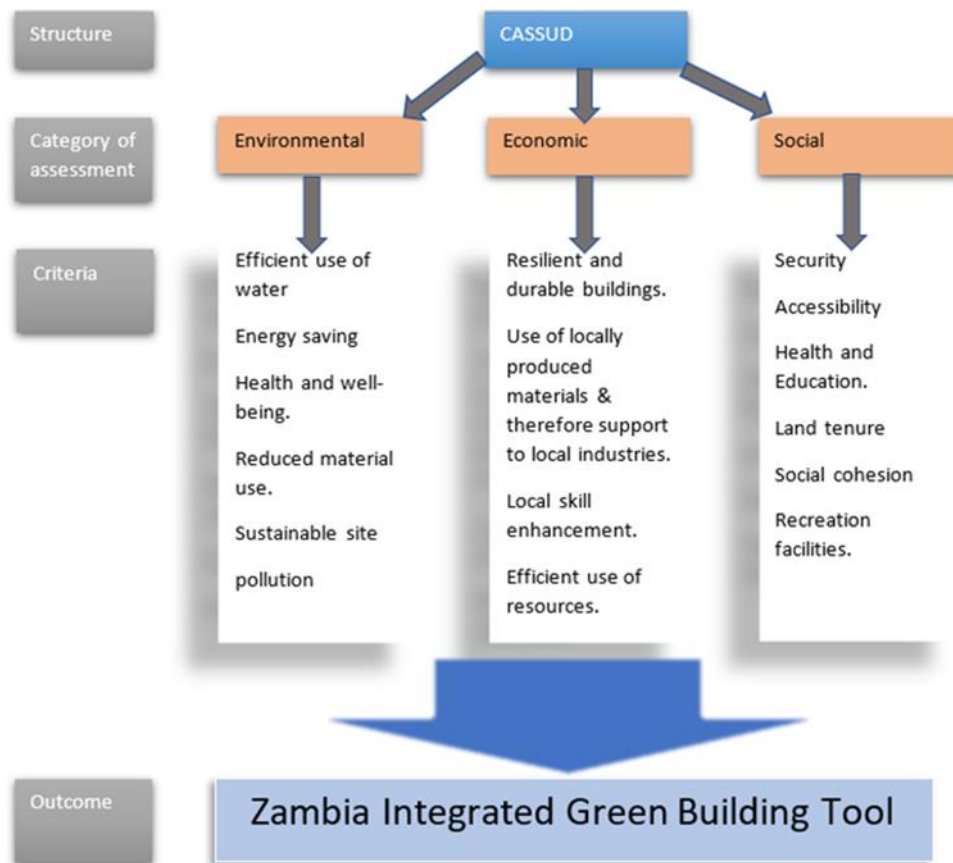 Structure
CASSUD
Category of
assessment
Environmental
Economic
Social
Criteria
Efficient use of
water
Energy saving
Health and well-
being.
Reduced material
use.
Sustainable site
pollution
Resilient and
durable buildings.
Use of locally
produced
materials &
therefore support
to local industries.
Local skill
enhancement.
Efficient use of
resources.
Security
Accessibility
Health and
Education.
Land tenure
Social cohesion
Recreation
facilities.
Outcome
Zambia Integrated Green Building Tool